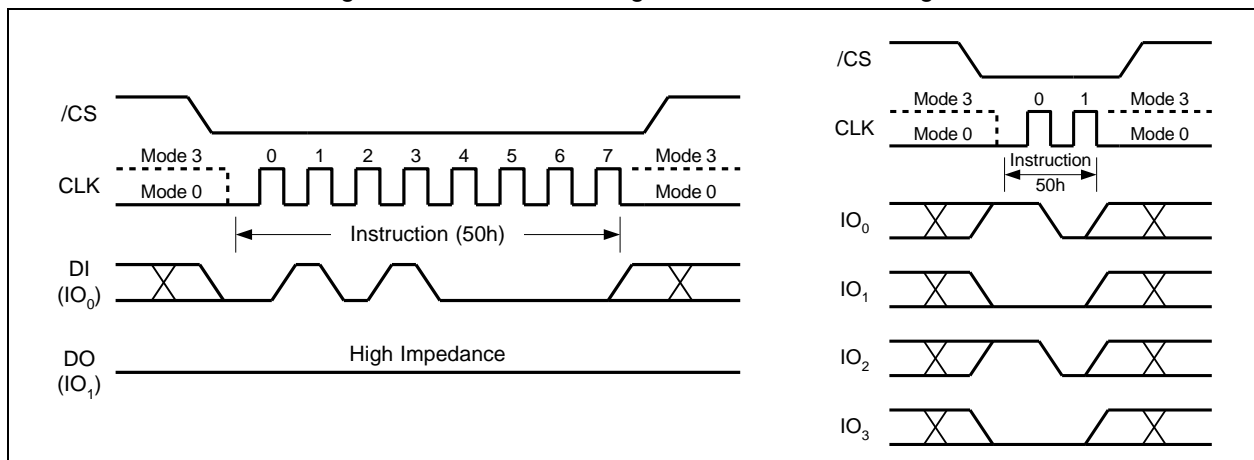 /CS
Mode 3 0 1 2 3 4 5 6 7 Mode 3
CLK
Mode 0 Mode 0
Instruction (50h)
DI
(IO0)
High Impedance
DO
(IO1)
/CS
Mode 3 0 1 Mode 3
CLK
Mode 0 Mode 0
Instruction
50h
IO0
IO1
IO2
IO3